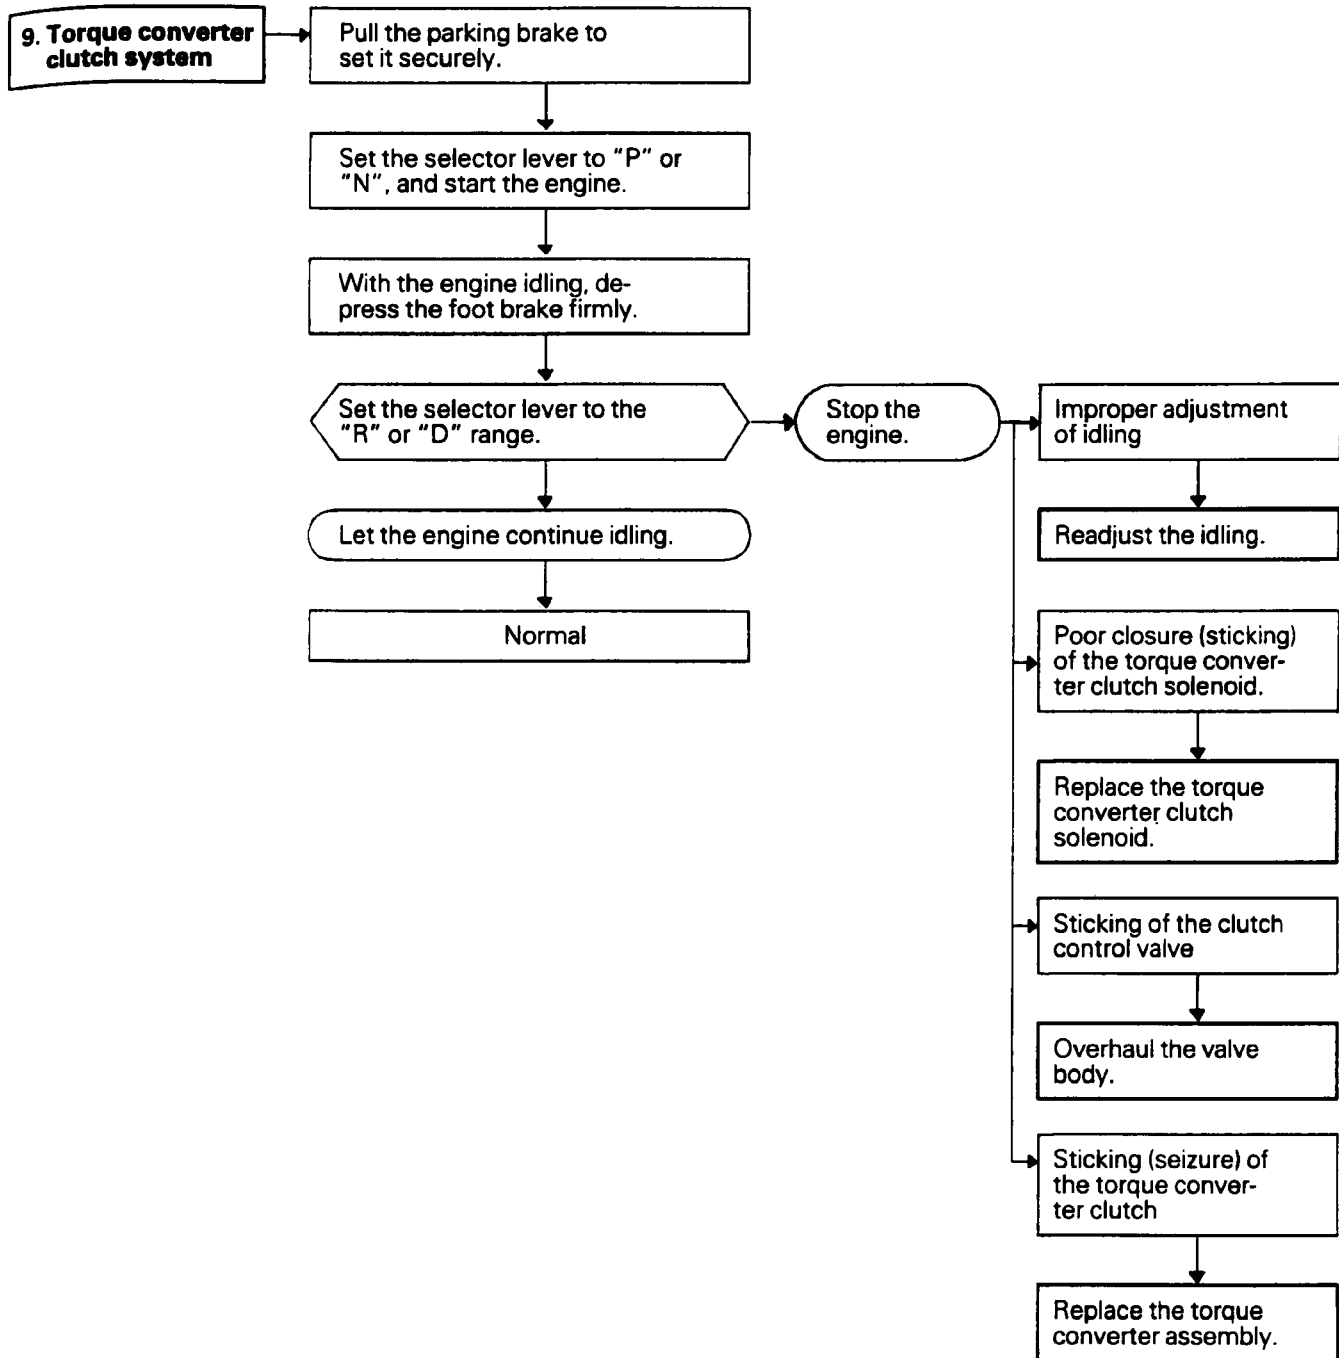 9. Torque converter
clutch system
Pull the parking brake to
set it securely.
Set the selector lever to "P" or
"N", and start the engine.
With the engine idling, de-
press the foot brake firmly.
Set the selector lever to the
"R" or "D" range.
Stop the
engine.
Improper adjustment
of idling
Let the engine continue idling.
Readjust the idling.
Normal
Poor closure (sticking)
of the torque conver-
ter clutch solenoid.
Replace the torque
converter clutch
solenoid.
Sticking of the clutch
control valve
Overhaul the valve
body.
Sticking (seizure) of
the torque conver-
ter clutch
Replace the torque
converter assembly.